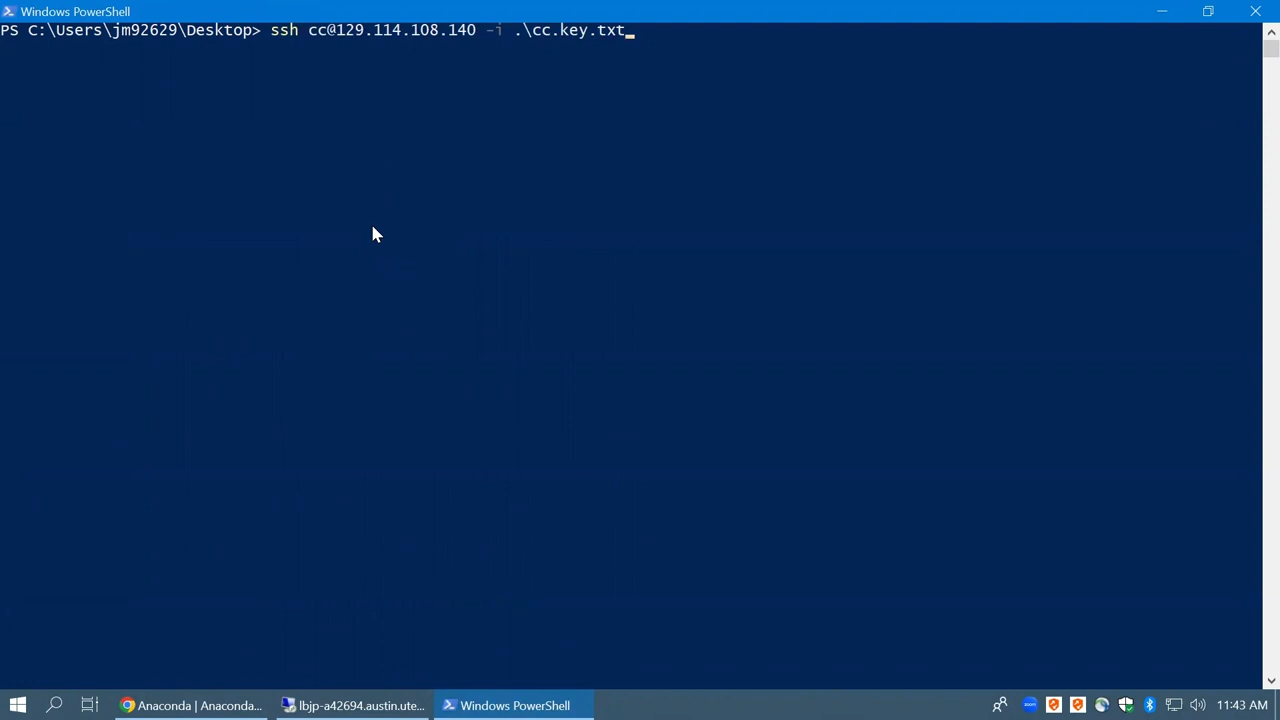 Windows PowerShell
PS C:\Users\jm92629\Desktop> ssh cc@129.114.108.140 -i .\cc.key.txt
Anaconda | Anaconda...
lbjp-a42694.austin.ute...
Windows PowerShell
zoom
11:43 AM